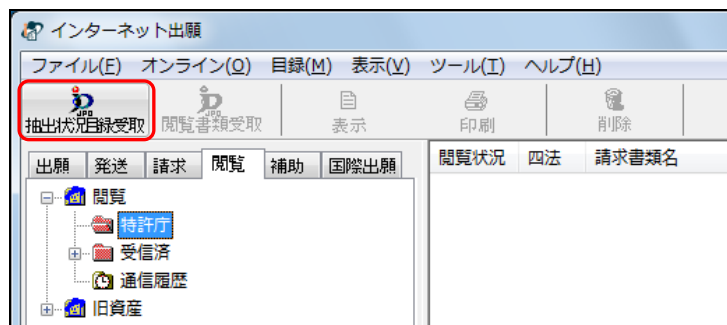 インターネット出願
ファイル(F) オンライン(O) 目録(M) 表示(V) ツール(T) ヘルプ(H)
JPO JPO
抽出状況目録受取 閲覧書類受取 表示 印刷 削除
出願 発送 請求 閲覧 補助 国際出願
閲覧状況 四法 請求書類名
閲覧
特許庁
受信済
通信履歴
旧資産